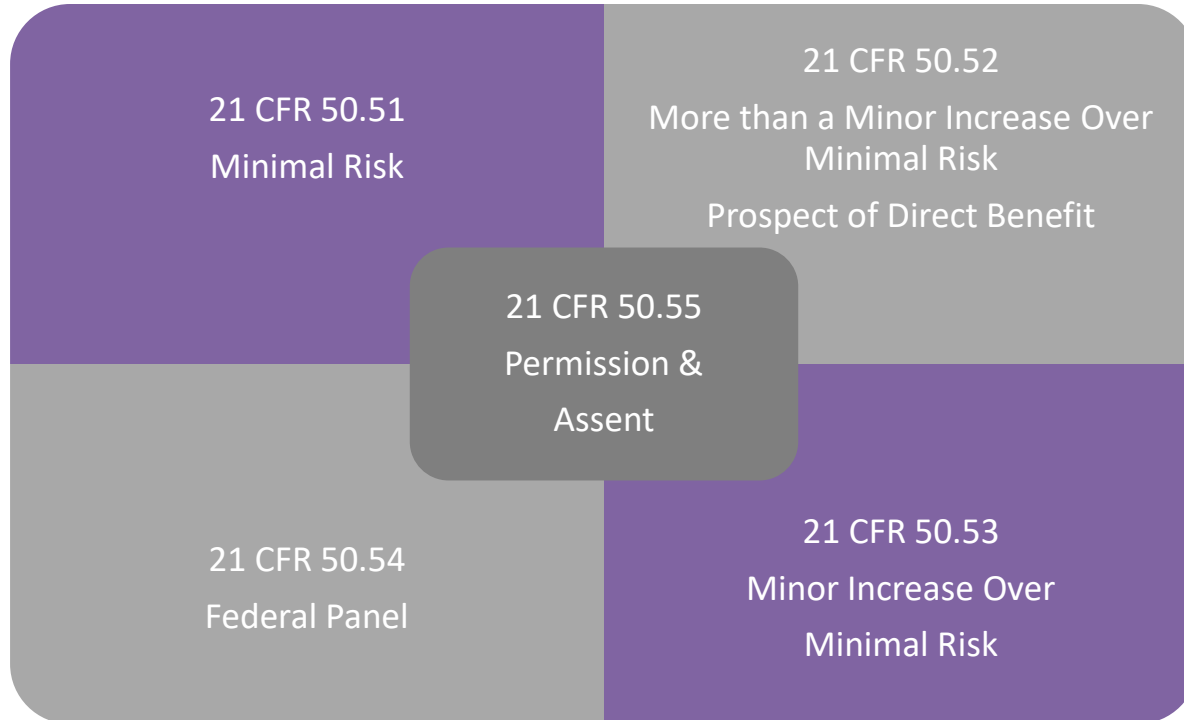 21 CFR 50.51
Minimal Risk
21 CFR 50.52
More than a Minor Increase Over
Minimal Risk
Prospect of Direct Benefit
21 CFR 50.55
Permission &
Assent
21 CFR 50.54
Federal Panel
21 CFR 50.53
Minor Increase Over
Minimal Risk